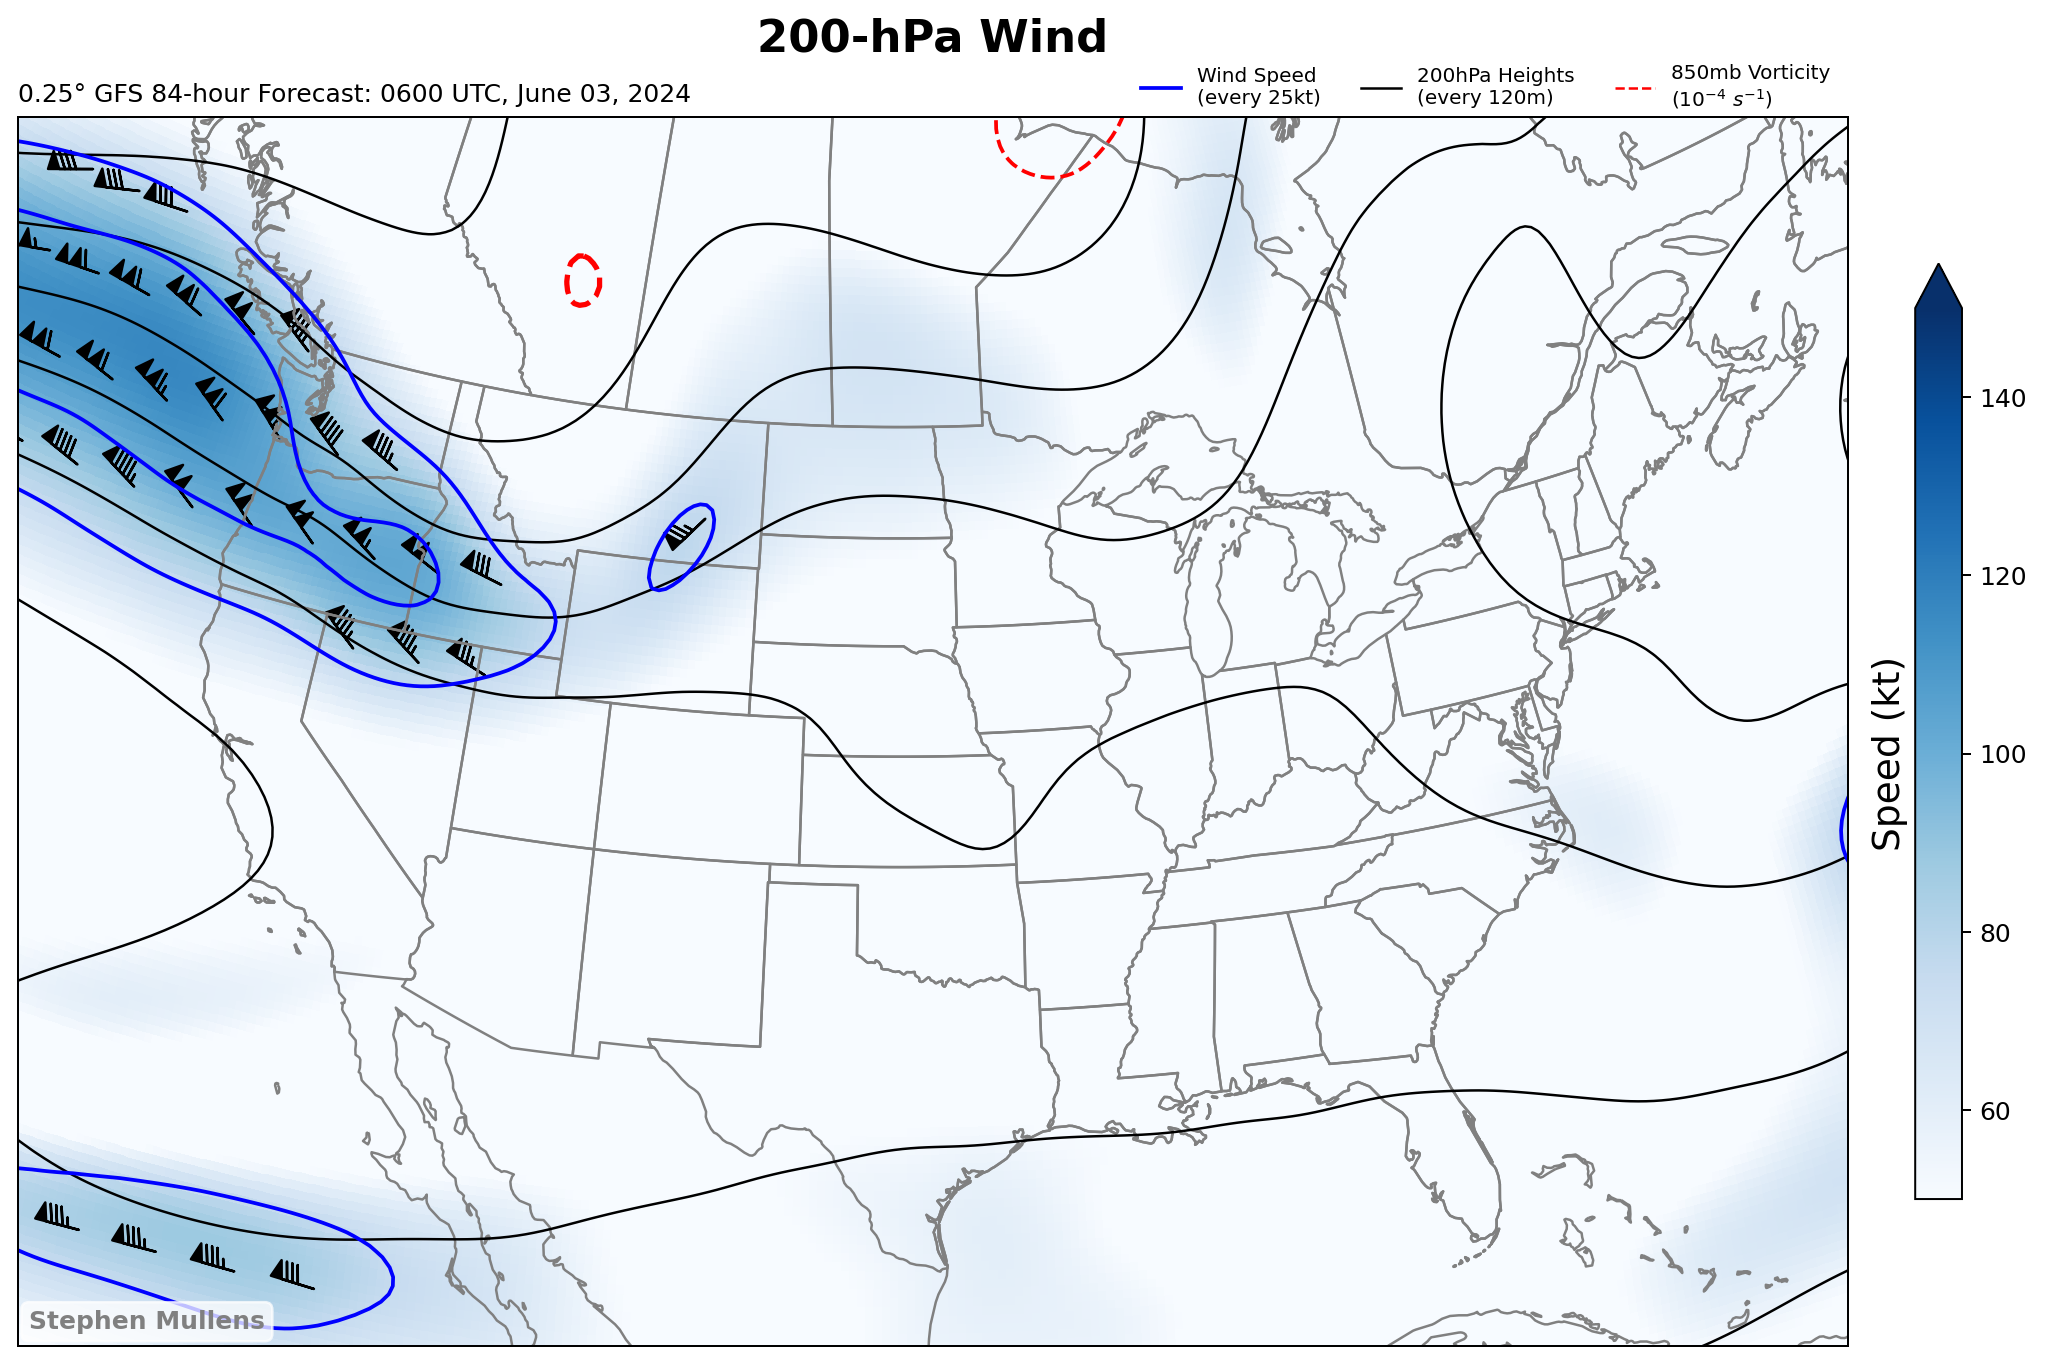 200-hPa Wind
0.25° GFS 84-hour Forecast: 0600 UTC, June 03, 2024
Wind Speed
(every 25kt)
200hPa Heights
(every 120m)
850mb Vorticity
(10⁻⁴ s⁻¹)
140
120
100
80
60
Speed (kt)
Stephen Mullens